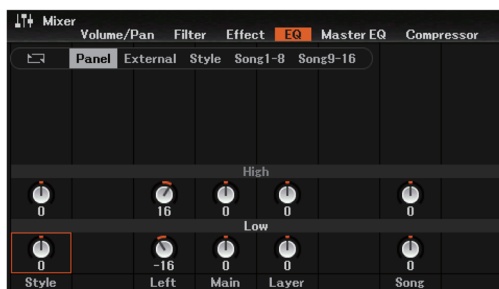 Mixer
Volume/Pan Filter Effect EQ Master EQ Compressor
Panel External Style Song1-8 Song9-16
High
0 16 0 0 0
Low
0 -16 0 0 0
Style Left Main Layer Song